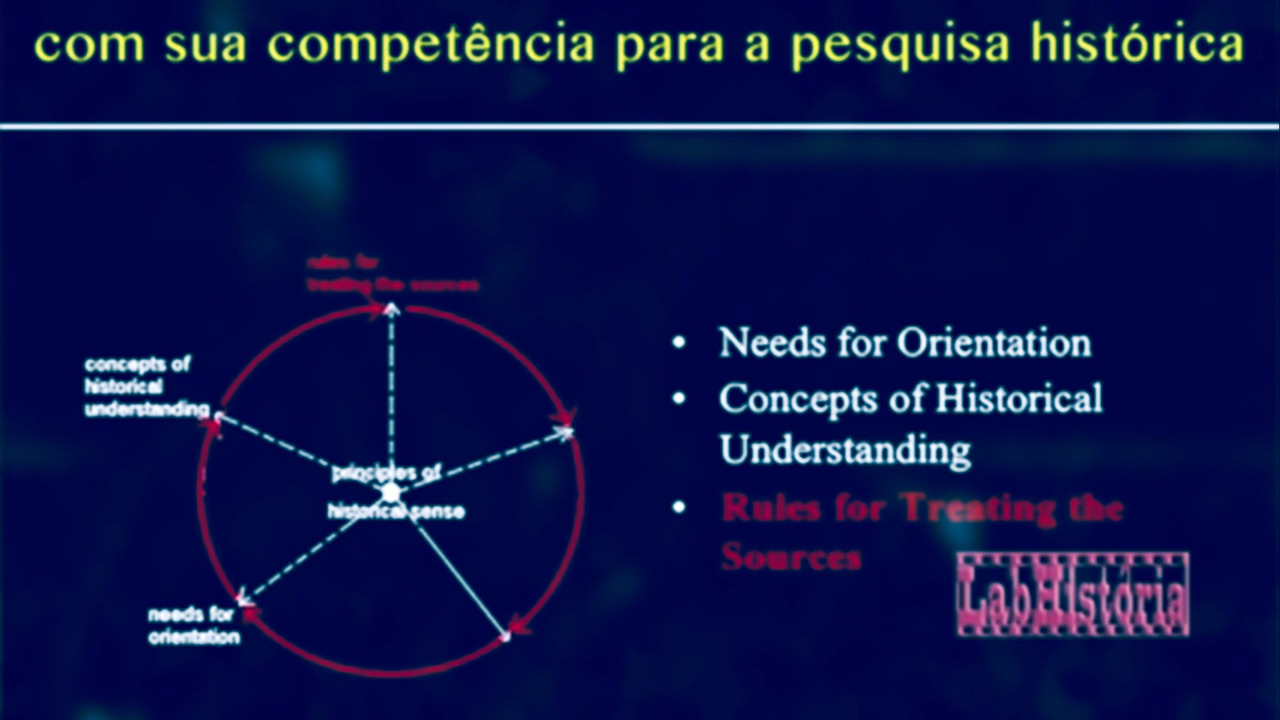 com sua competência para a pesquisa histórica
rules for
treating the sources
concepts of
historical
understanding
principles of
historical sense
needs for
orientation
• Needs for Orientation
• Concepts of Historical
Understanding
• Rules for Treating the
Sources
LabHistória